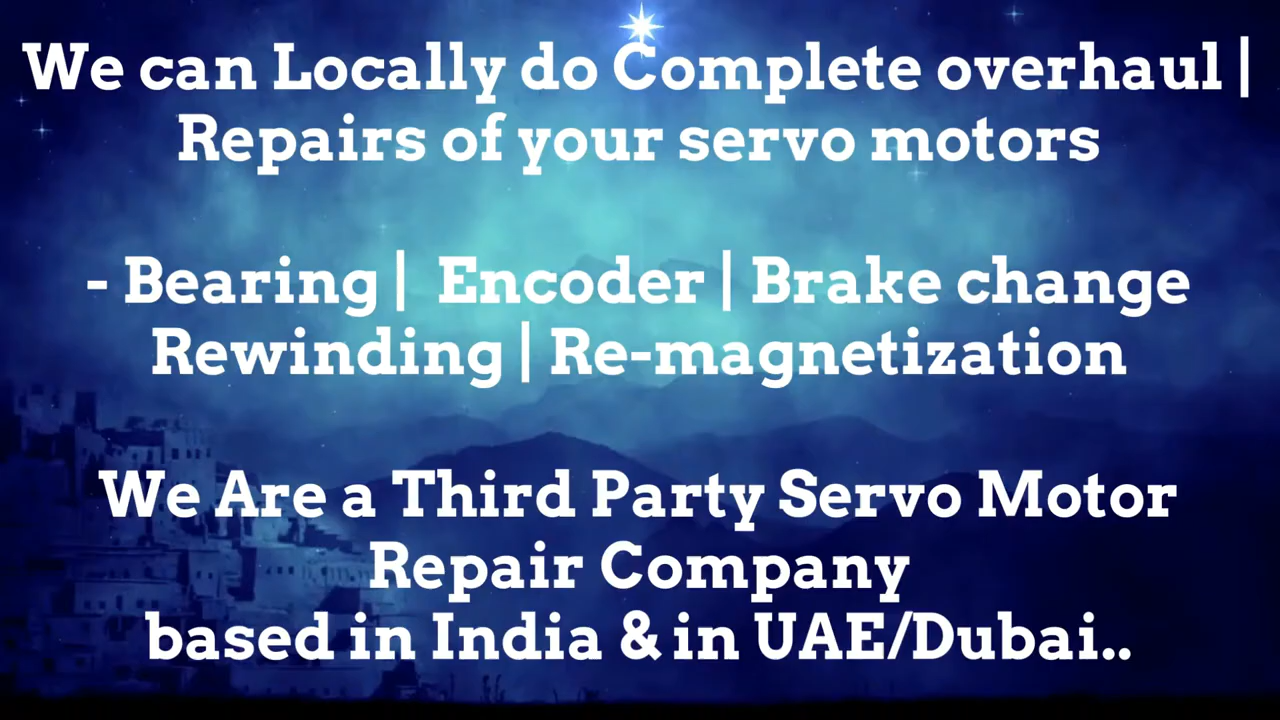 We can Locally do Complete overhaul |
Repairs of your servo motors
- Bearing | Encoder | Brake change
Rewinding | Re-magnetization
We Are a Third Party Servo Motor
Repair Company
based in India & in UAE/Dubai..